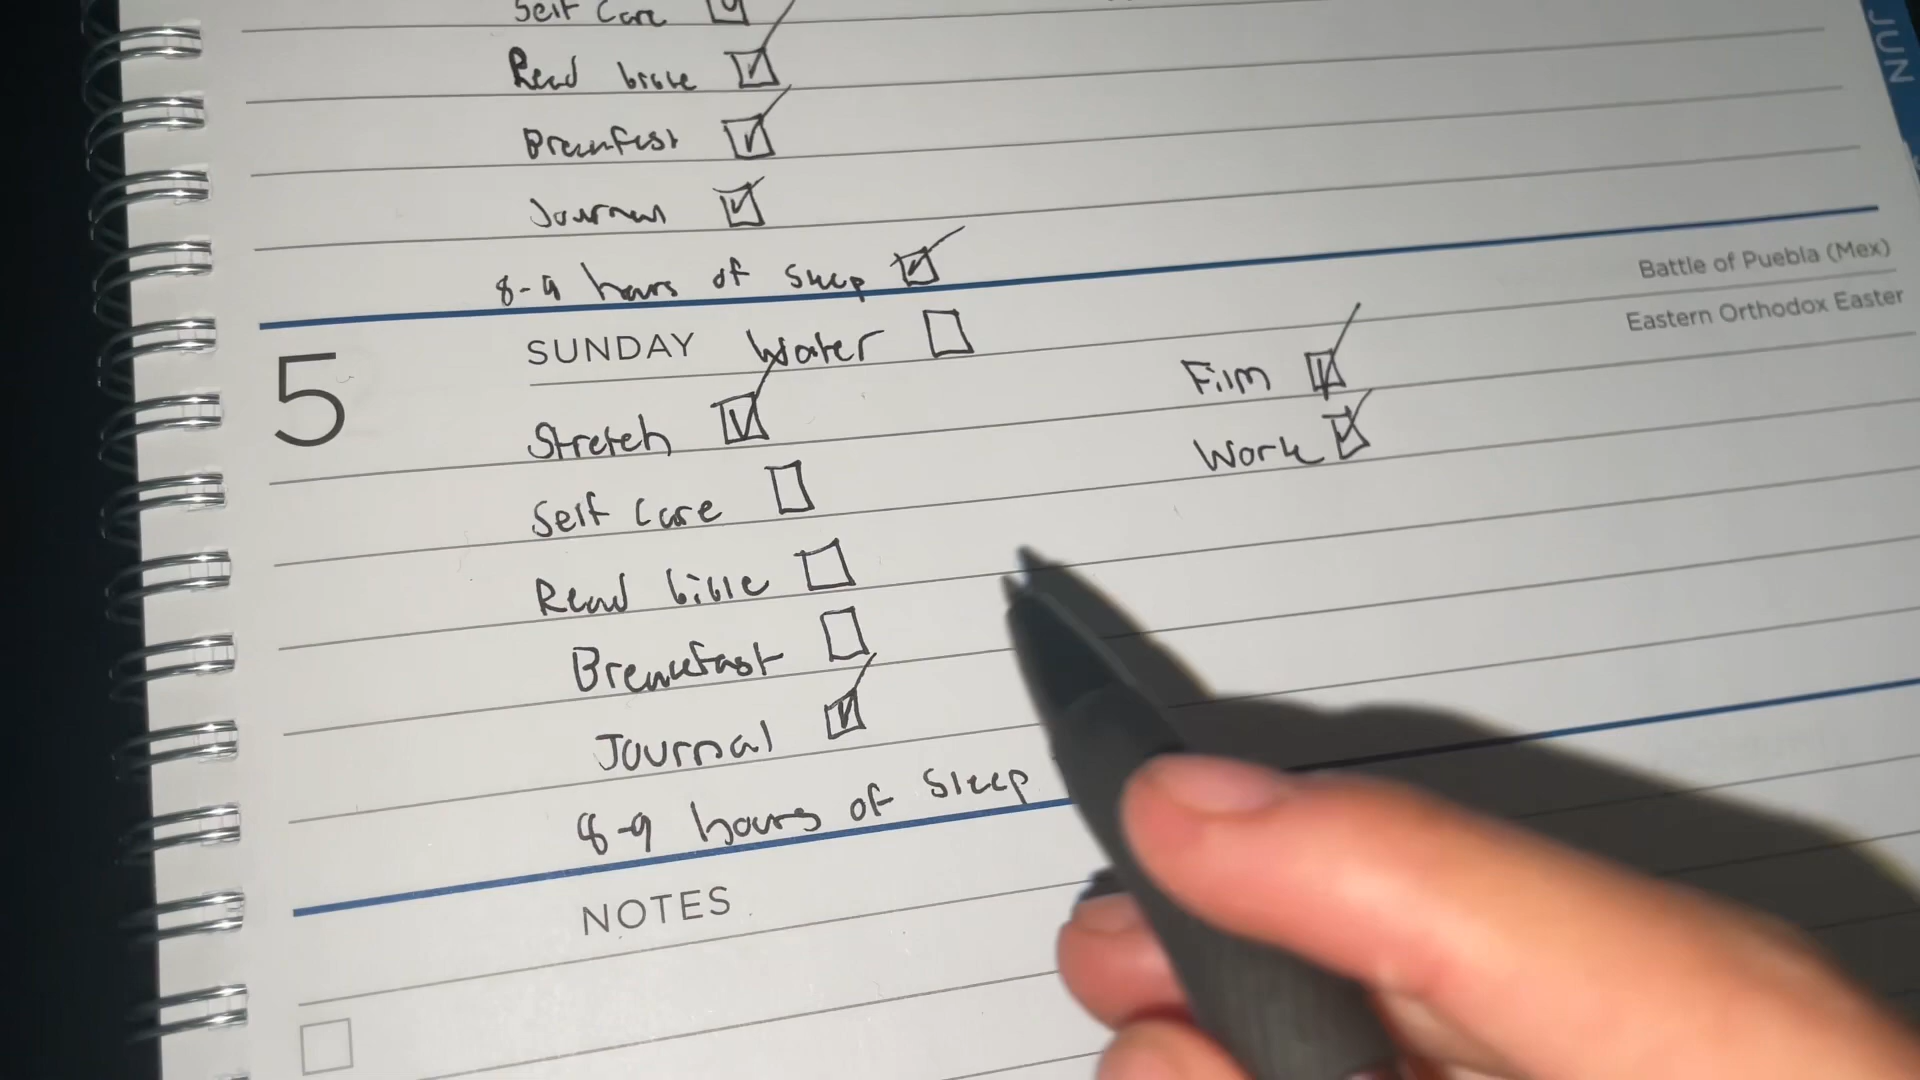 Self Care
Read bible
Breakfast
Journal
8-9 hours of Sleep
JUN
Battle of Puebla (Mex)
Eastern Orthodox Easter
5
SUNDAY Water
Stretch
Self Care
Read bible
Breakfast
Journal
8-9 hours of Sleep
Film
Work
NOTES